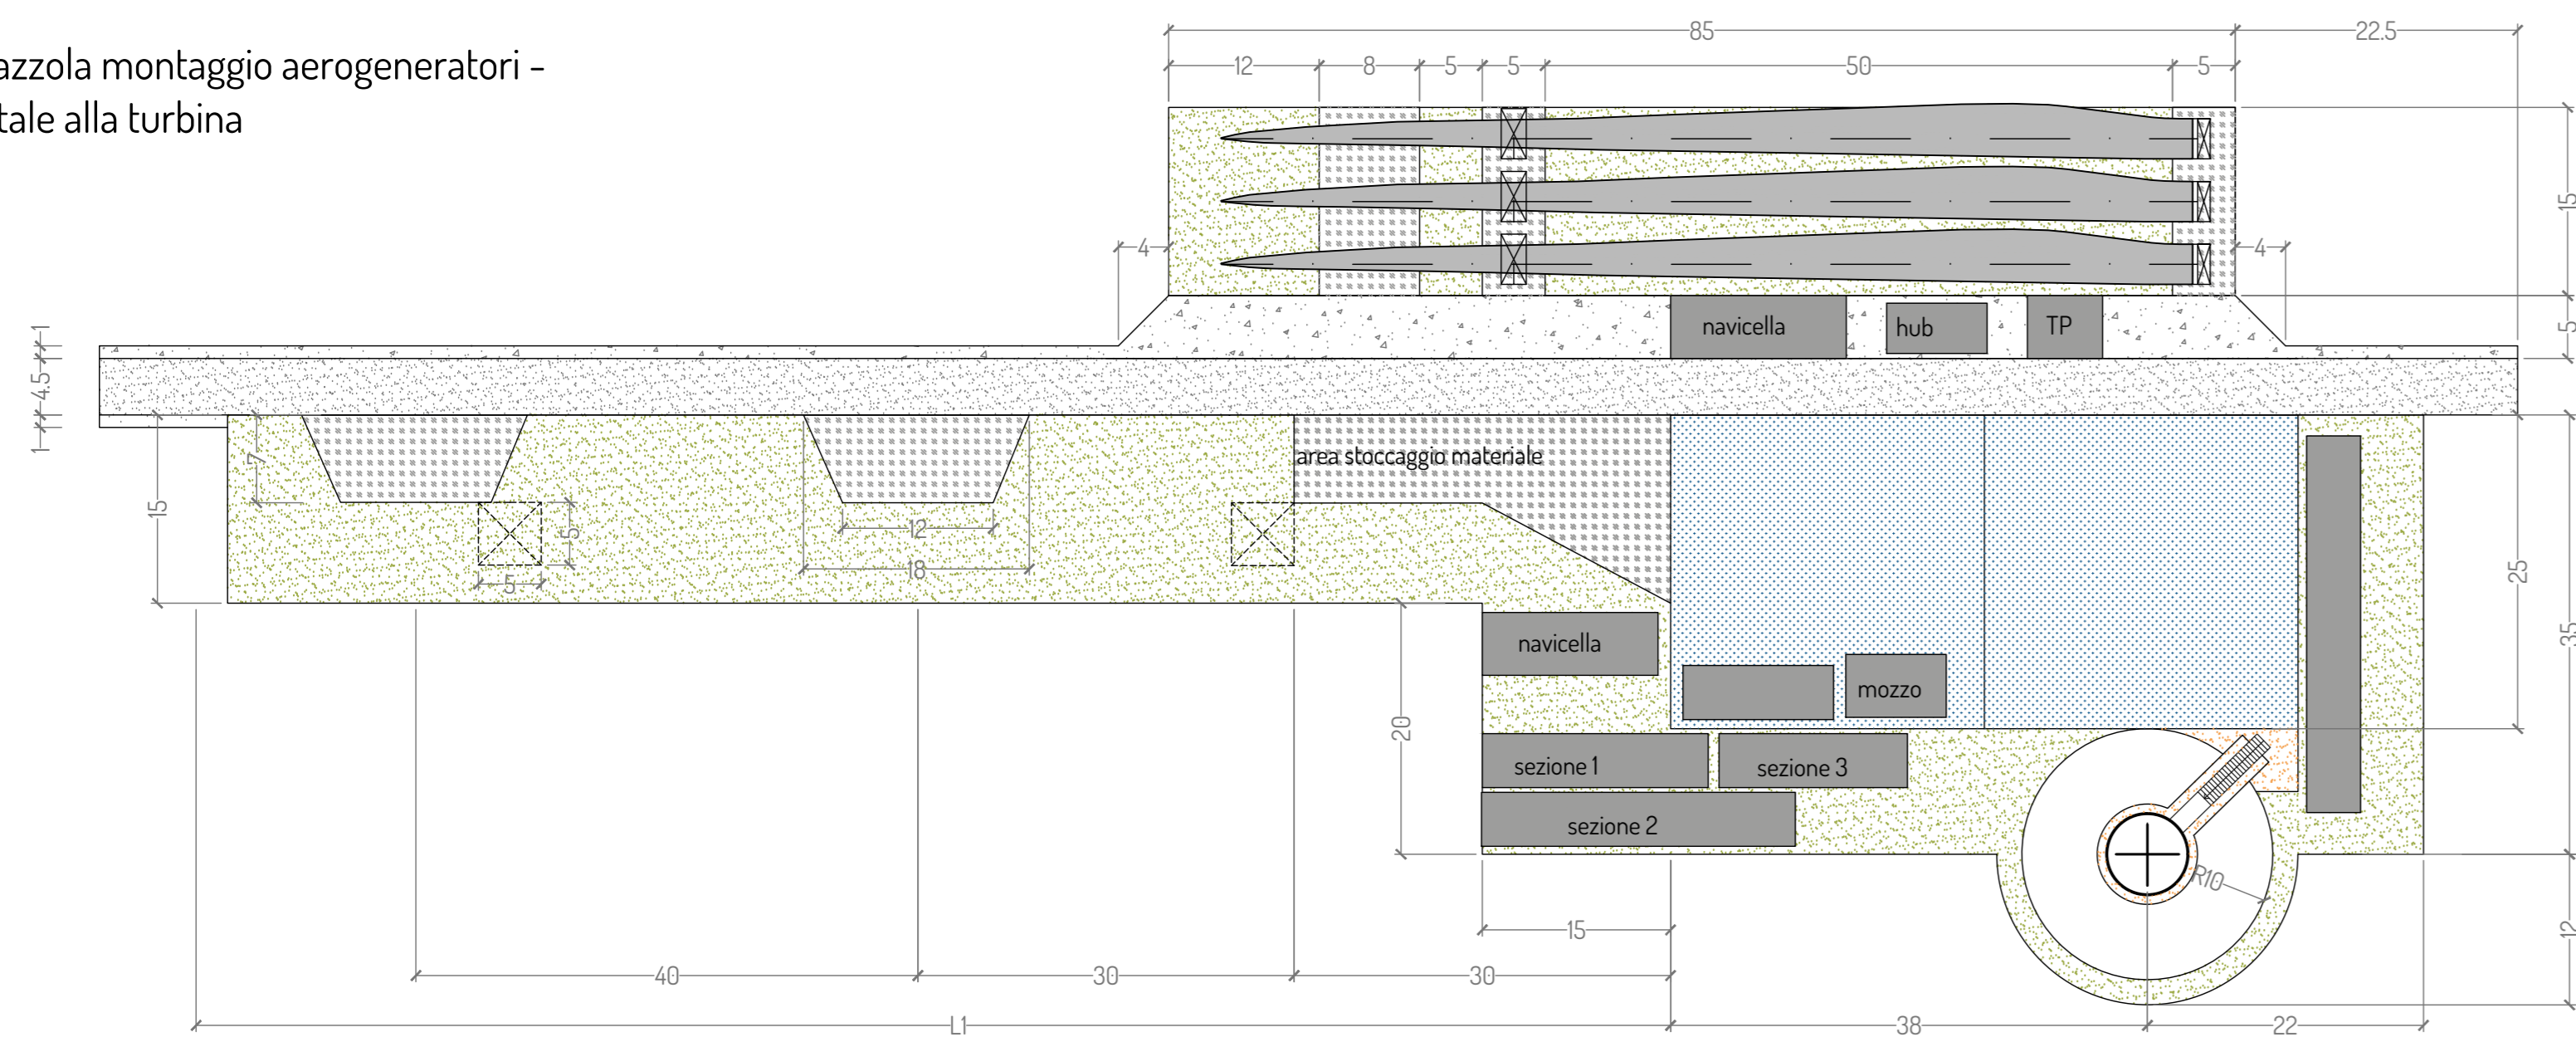 85
22.5
azzola montaggio aerogeneratori -
12
8
5
5
50
5
tale alla turbina
15
4
4
navicella
hub
TP
1
5
4.5
1
7
area stoccaggio materiale
15
5
12
18
5
25
35
navicella
mozzo
20
sezione 1
sezione 3
sezione 2
R10
15
12
40
30
30
L1
38
22